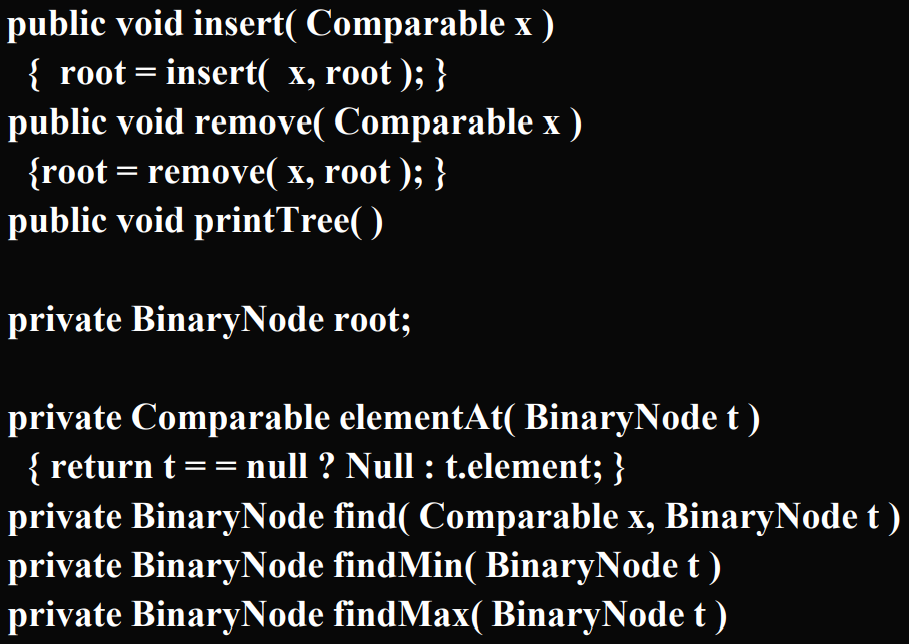 public void insert( Comparable x )
{ root = insert( x, root ); }
public void remove( Comparable x )
{root = remove( x, root ); }
public void printTree( )
private BinaryNode root;
private Comparable elementAt( BinaryNode t )
{ return t = = null ? Null : t.element; }
private BinaryNode find( Comparable x, BinaryNode t )
private BinaryNode findMin( BinaryNode t )
private BinaryNode findMax( BinaryNode t )